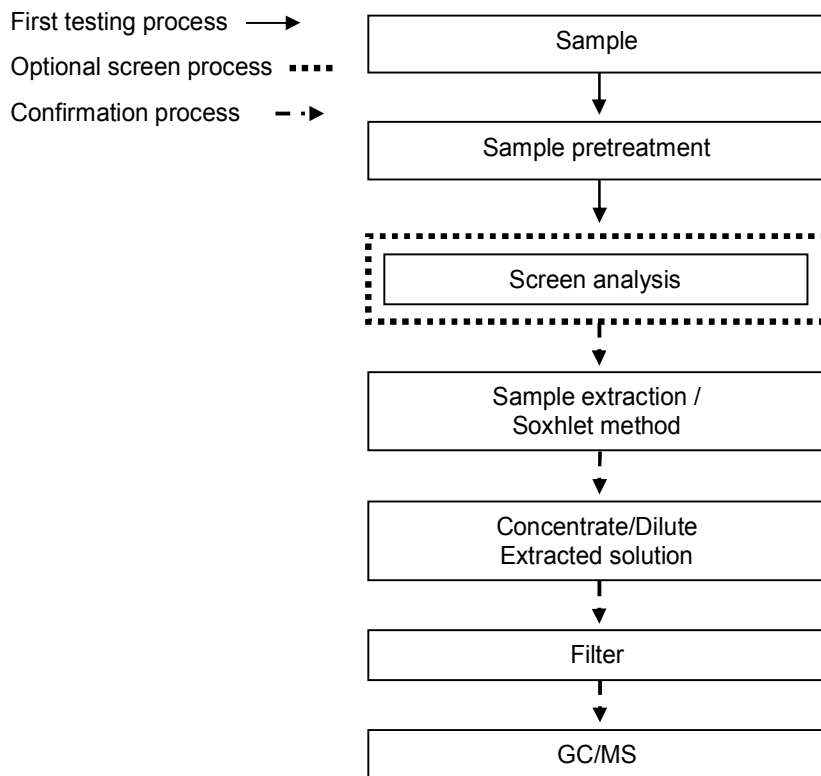 First testing process
Optional screen process
Confirmation process
Sample
Sample pretreatment
Screen analysis
Sample extraction /
Soxhlet method
Concentrate/Dilute
Extracted solution
Filter
GC/MS